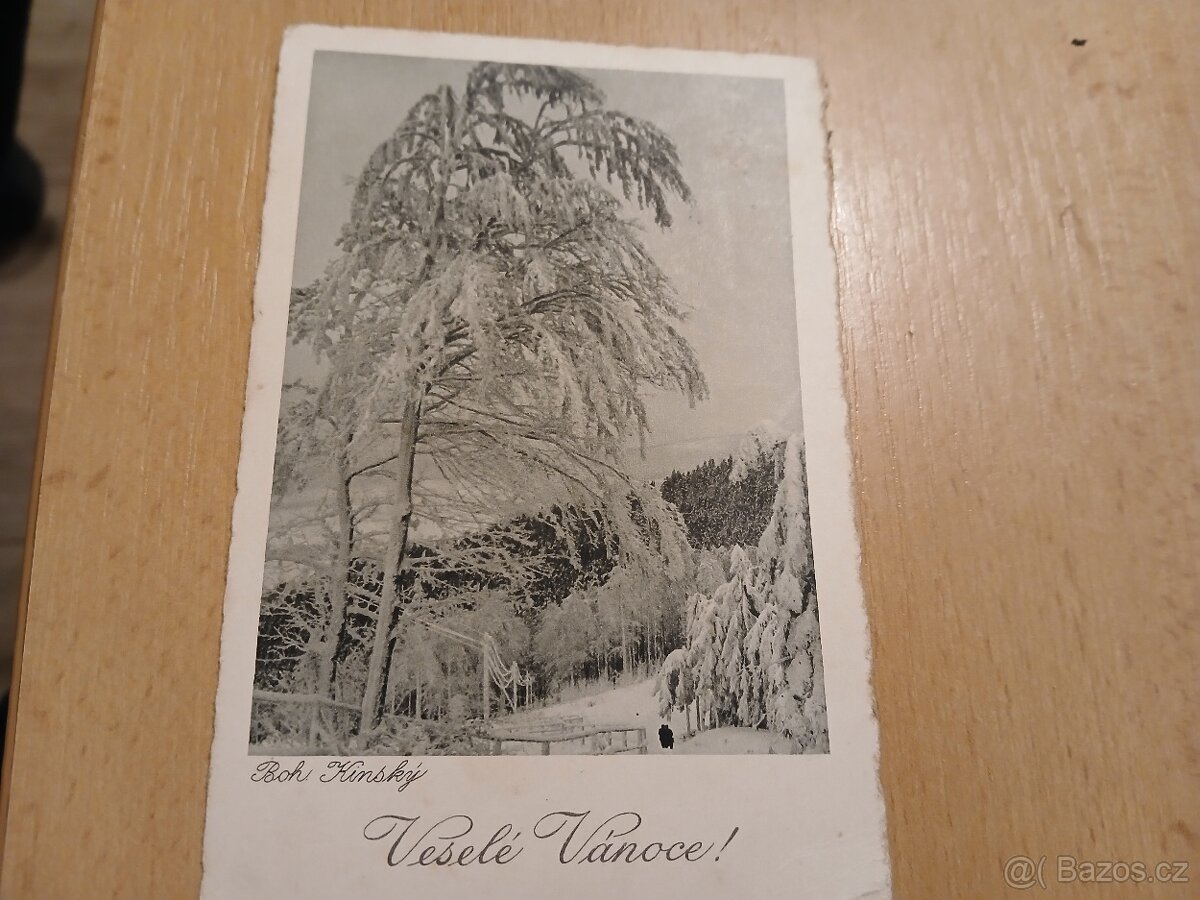 Boh Kinský
Veselé Vánoce!
@( Bazos.cz